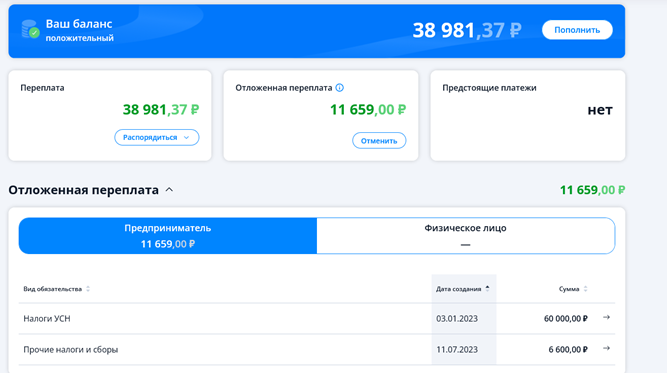 Ваш баланс
положительный
38 981,37 ₽
Пополнить
Переплата
38 981,37 ₽
Распорядиться
Отложенная переплата
11 659,00 ₽
Отменить
Предстоящие платежи
нет
Отложенная переплата
11 659,00 ₽
Предприниматель
11 659,00 ₽
Физическое лицо
—
Вид обязательства Дата создания Сумма
Налоги УСН 03.01.2023 60 000,00 ₽
Прочие налоги и сборы 11.07.2023 6 600,00 ₽